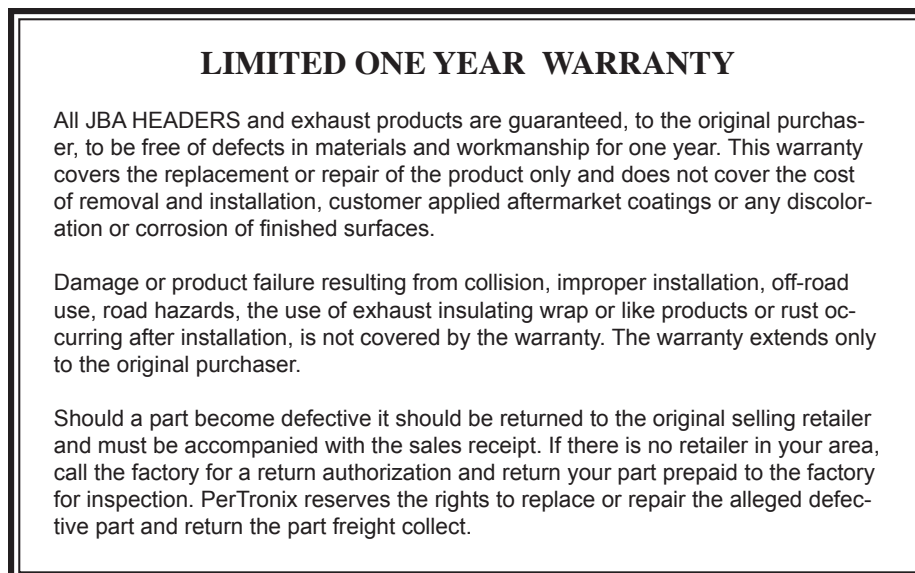 LIMITED ONE YEAR WARRANTY
All JBA HEADERS and exhaust products are guaranteed, to the original purchas-
er, to be free of defects in materials and workmanship for one year. This warranty
covers the replacement or repair of the product only and does not cover the cost
of removal and installation, customer applied aftermarket coatings or any discolor-
ation or corrosion of finished surfaces.
Damage or product failure resulting from collision, improper installation, off-road
use, road hazards, the use of exhaust insulating wrap or like products or rust oc-
curring after installation, is not covered by the warranty. The warranty extends only
to the original purchaser.
Should a part become defective it should be returned to the original selling retailer
and must be accompanied with the sales receipt. If there is no retailer in your area,
call the factory for a return authorization and return your part prepaid to the factory
for inspection. PerTronix reserves the rights to replace or repair the alleged defec-
tive part and return the part freight collect.